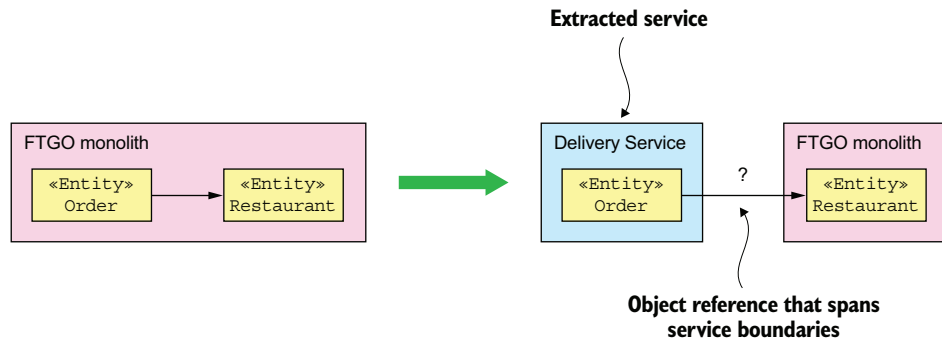 Extracted service
FTGO monolith
«Entity»
Order
«Entity»
Restaurant
Delivery Service
«Entity»
Order
?
FTGO monolith
«Entity»
Restaurant
Object reference that spans
service boundaries